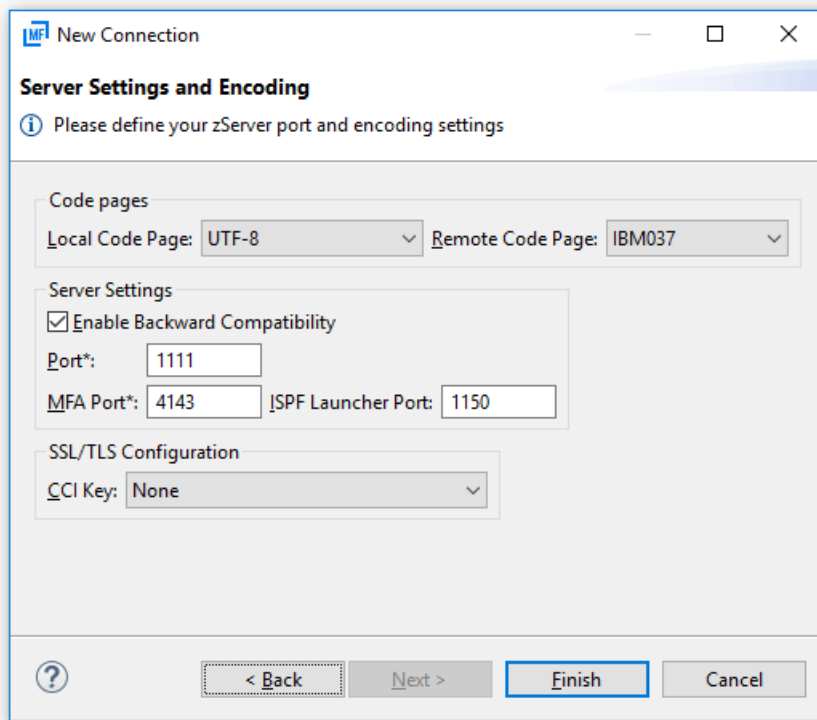 MF New Connection
Server Settings and Encoding
Please define your zServer port and encoding settings
Code pages
Local Code Page: UTF-8 Remote Code Page: IBM037
Server Settings
Enable Backward Compatibility
Port*: 1111
MFA Port*: 4143 ISPF Launcher Port: 1150
SSL/TLS Configuration
CCI Key: None
? < Back Next > Finish Cancel